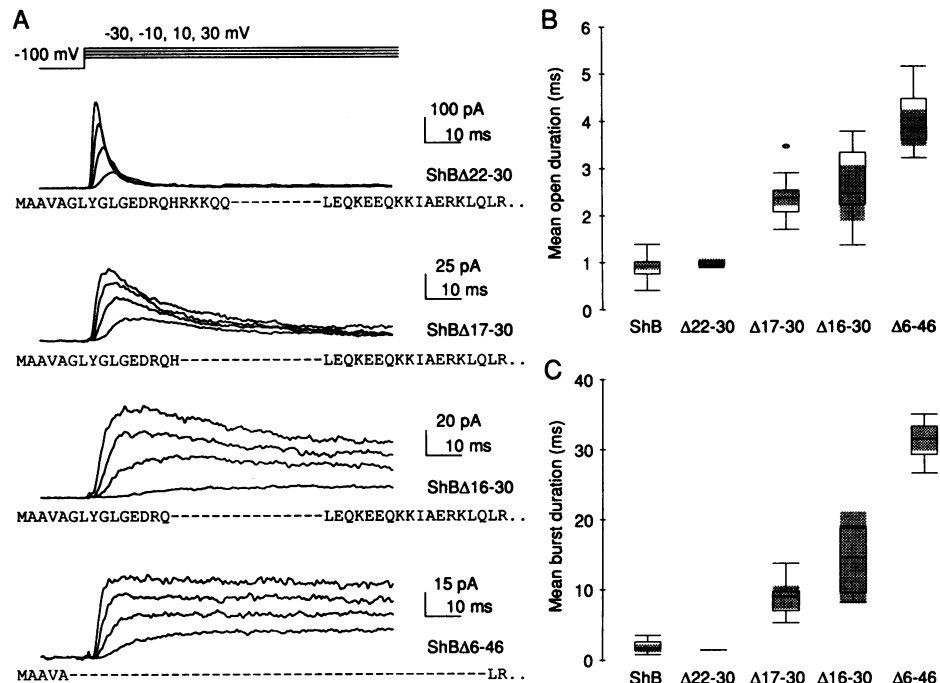 A
-30, -10, 10, 30 mV
-100 mV
100 pA
10 ms
ShBΔ22-30
MAAVAGLYGLGEDRQHRKKQQ---------LEQKEEQKKIAERKLQLR..
25 pA
10 ms
ShBΔ17-30
MAAVAGLYGLGEDRQH--------------LEQKEEQKKIAERKLQLR..
20 pA
10 ms
ShBΔ16-30
MAAVAGLYGLGEDRQ---------------LEQKEEQKKIAERKLQLR..
15 pA
10 ms
ShBΔ6-46
MAAVA-----------------------------------------LR..
B
Mean open duration (ms)
6
5
4
3
2
1
0
ShB Δ22-30 Δ17-30 Δ16-30 Δ6-46
C
Mean burst duration (ms)
40
30
20
10
0
ShB Δ22-30 Δ17-30 Δ16-30 Δ6-46